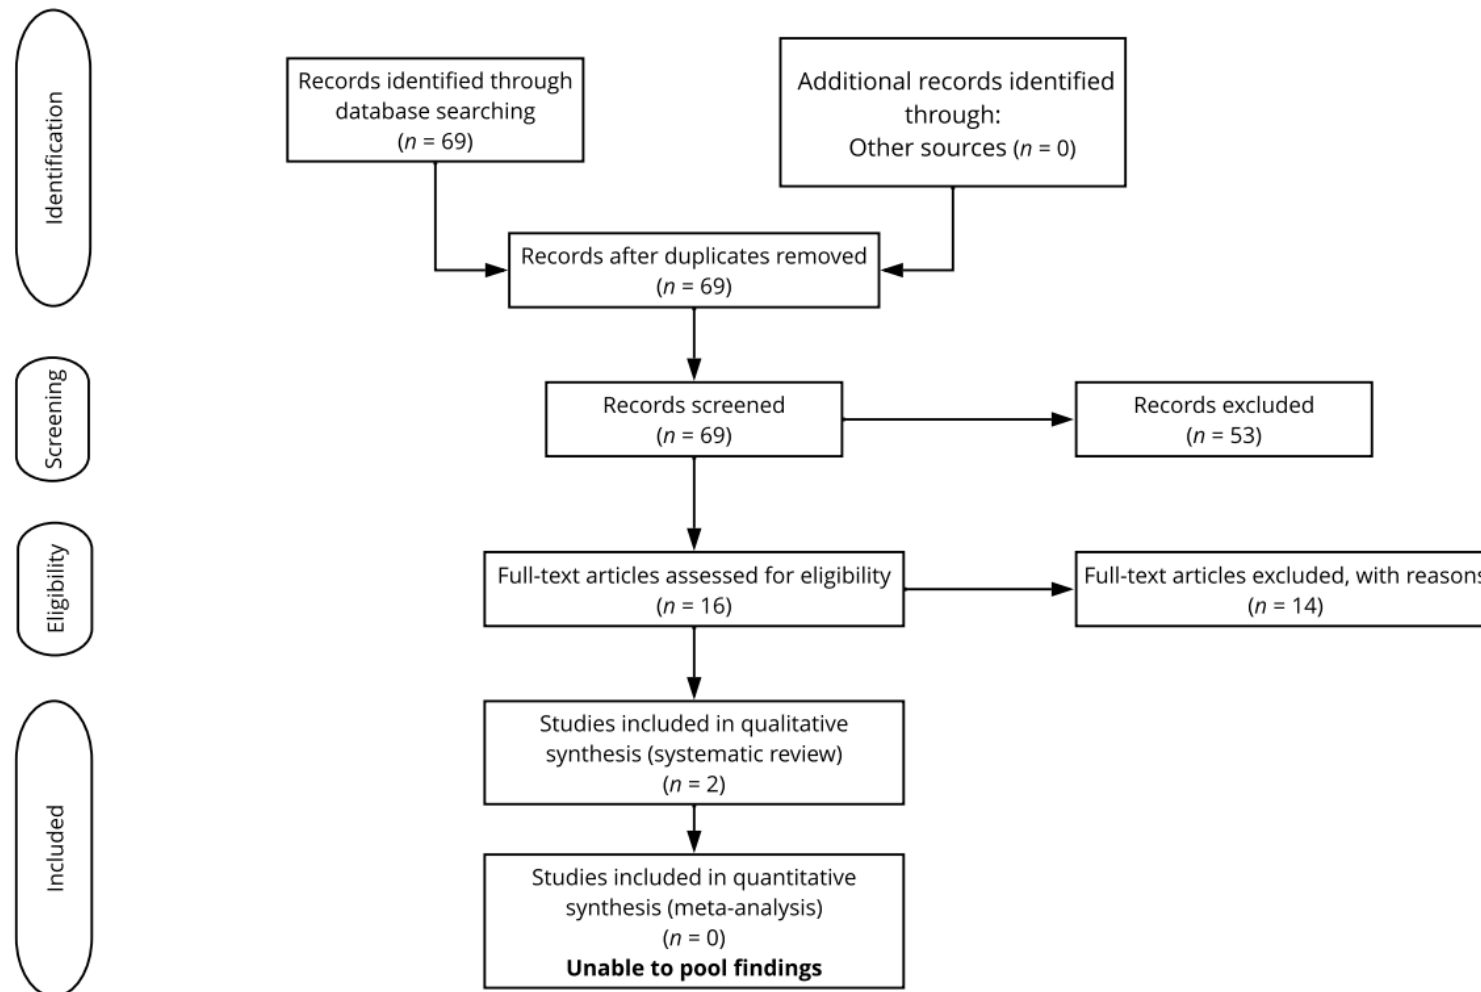 Identification
Records identified through
database searching
(n = 69)
Additional records identified
through:
Other sources (n = 0)
Records after duplicates removed
(n = 69)
Screening
Records screened
(n = 69)
Records excluded
(n = 53)
Eligibility
Full-text articles assessed for eligibility
(n = 16)
Full-text articles excluded, with reasons
(n = 14)
Included
Studies included in qualitative
synthesis (systematic review)
(n = 2)
Studies included in quantitative
synthesis (meta-analysis)
(n = 0)
Unable to pool findings